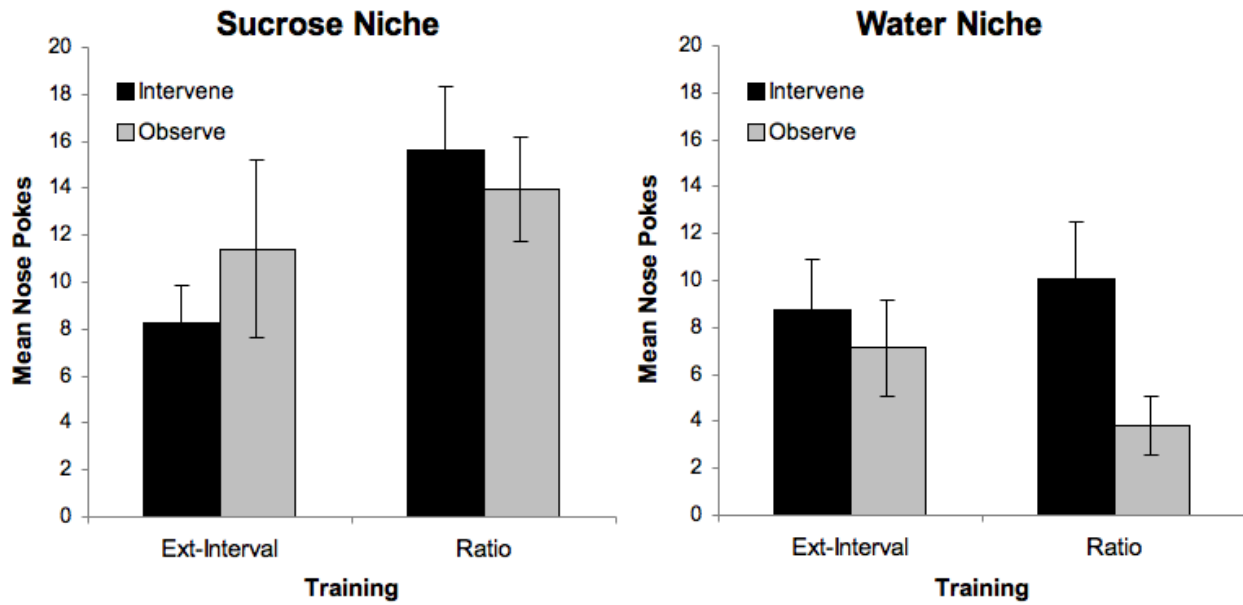 Sucrose Niche
20
18
16
14
12
10
8
6
4
2
0
Mean Nose Pokes
Intervene
Observe
Ext-Interval
Ratio
Training
Water Niche
20
18
16
14
12
10
8
6
4
2
0
Mean Nose Pokes
Intervene
Observe
Ext-Interval
Ratio
Training